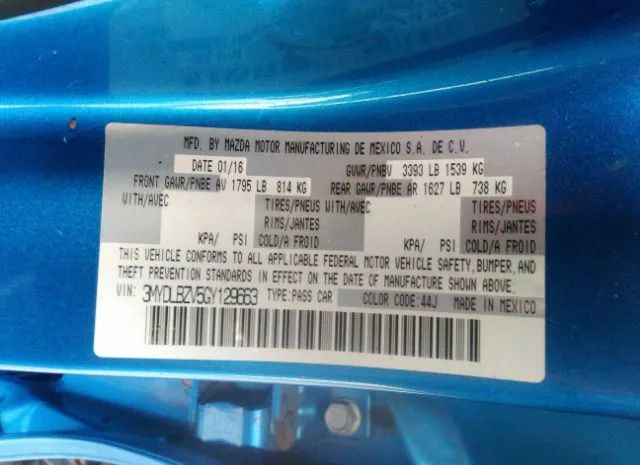 MFD. BY MAZDA MOTOR MANUFACTURING DE MEXICO S.A. DE C.V.
DATE 01/16 GVWR/PNBV 3393 LB 1539 KG
FRONT GAWR/PNBE AV 1795 LB 814 KG REAR GAWR/PNBE AR 1627 LB 738 KG
WITH/AVEC TIRES/PNEUS WITH/AVEC TIRES/PNEUS
RIMS/JANTES RIMS/JANTES
KPA/ PSI COLD/A FROID KPA/ PSI COLD/A FROID
THIS VEHICLE CONFORMS TO ALL APPLICABLE FEDERAL MOTOR VEHICLE SAFETY, BUMPER, AND
THEFT PREVENTION STANDARDS IN EFFECT ON THE DATE OF MANUFACTURE SHOWN ABOVE.
VIN: 3MYDLBZV5GY129663 TYPE:PASS CAR COLOR CODE:44J MADE IN MEXICO